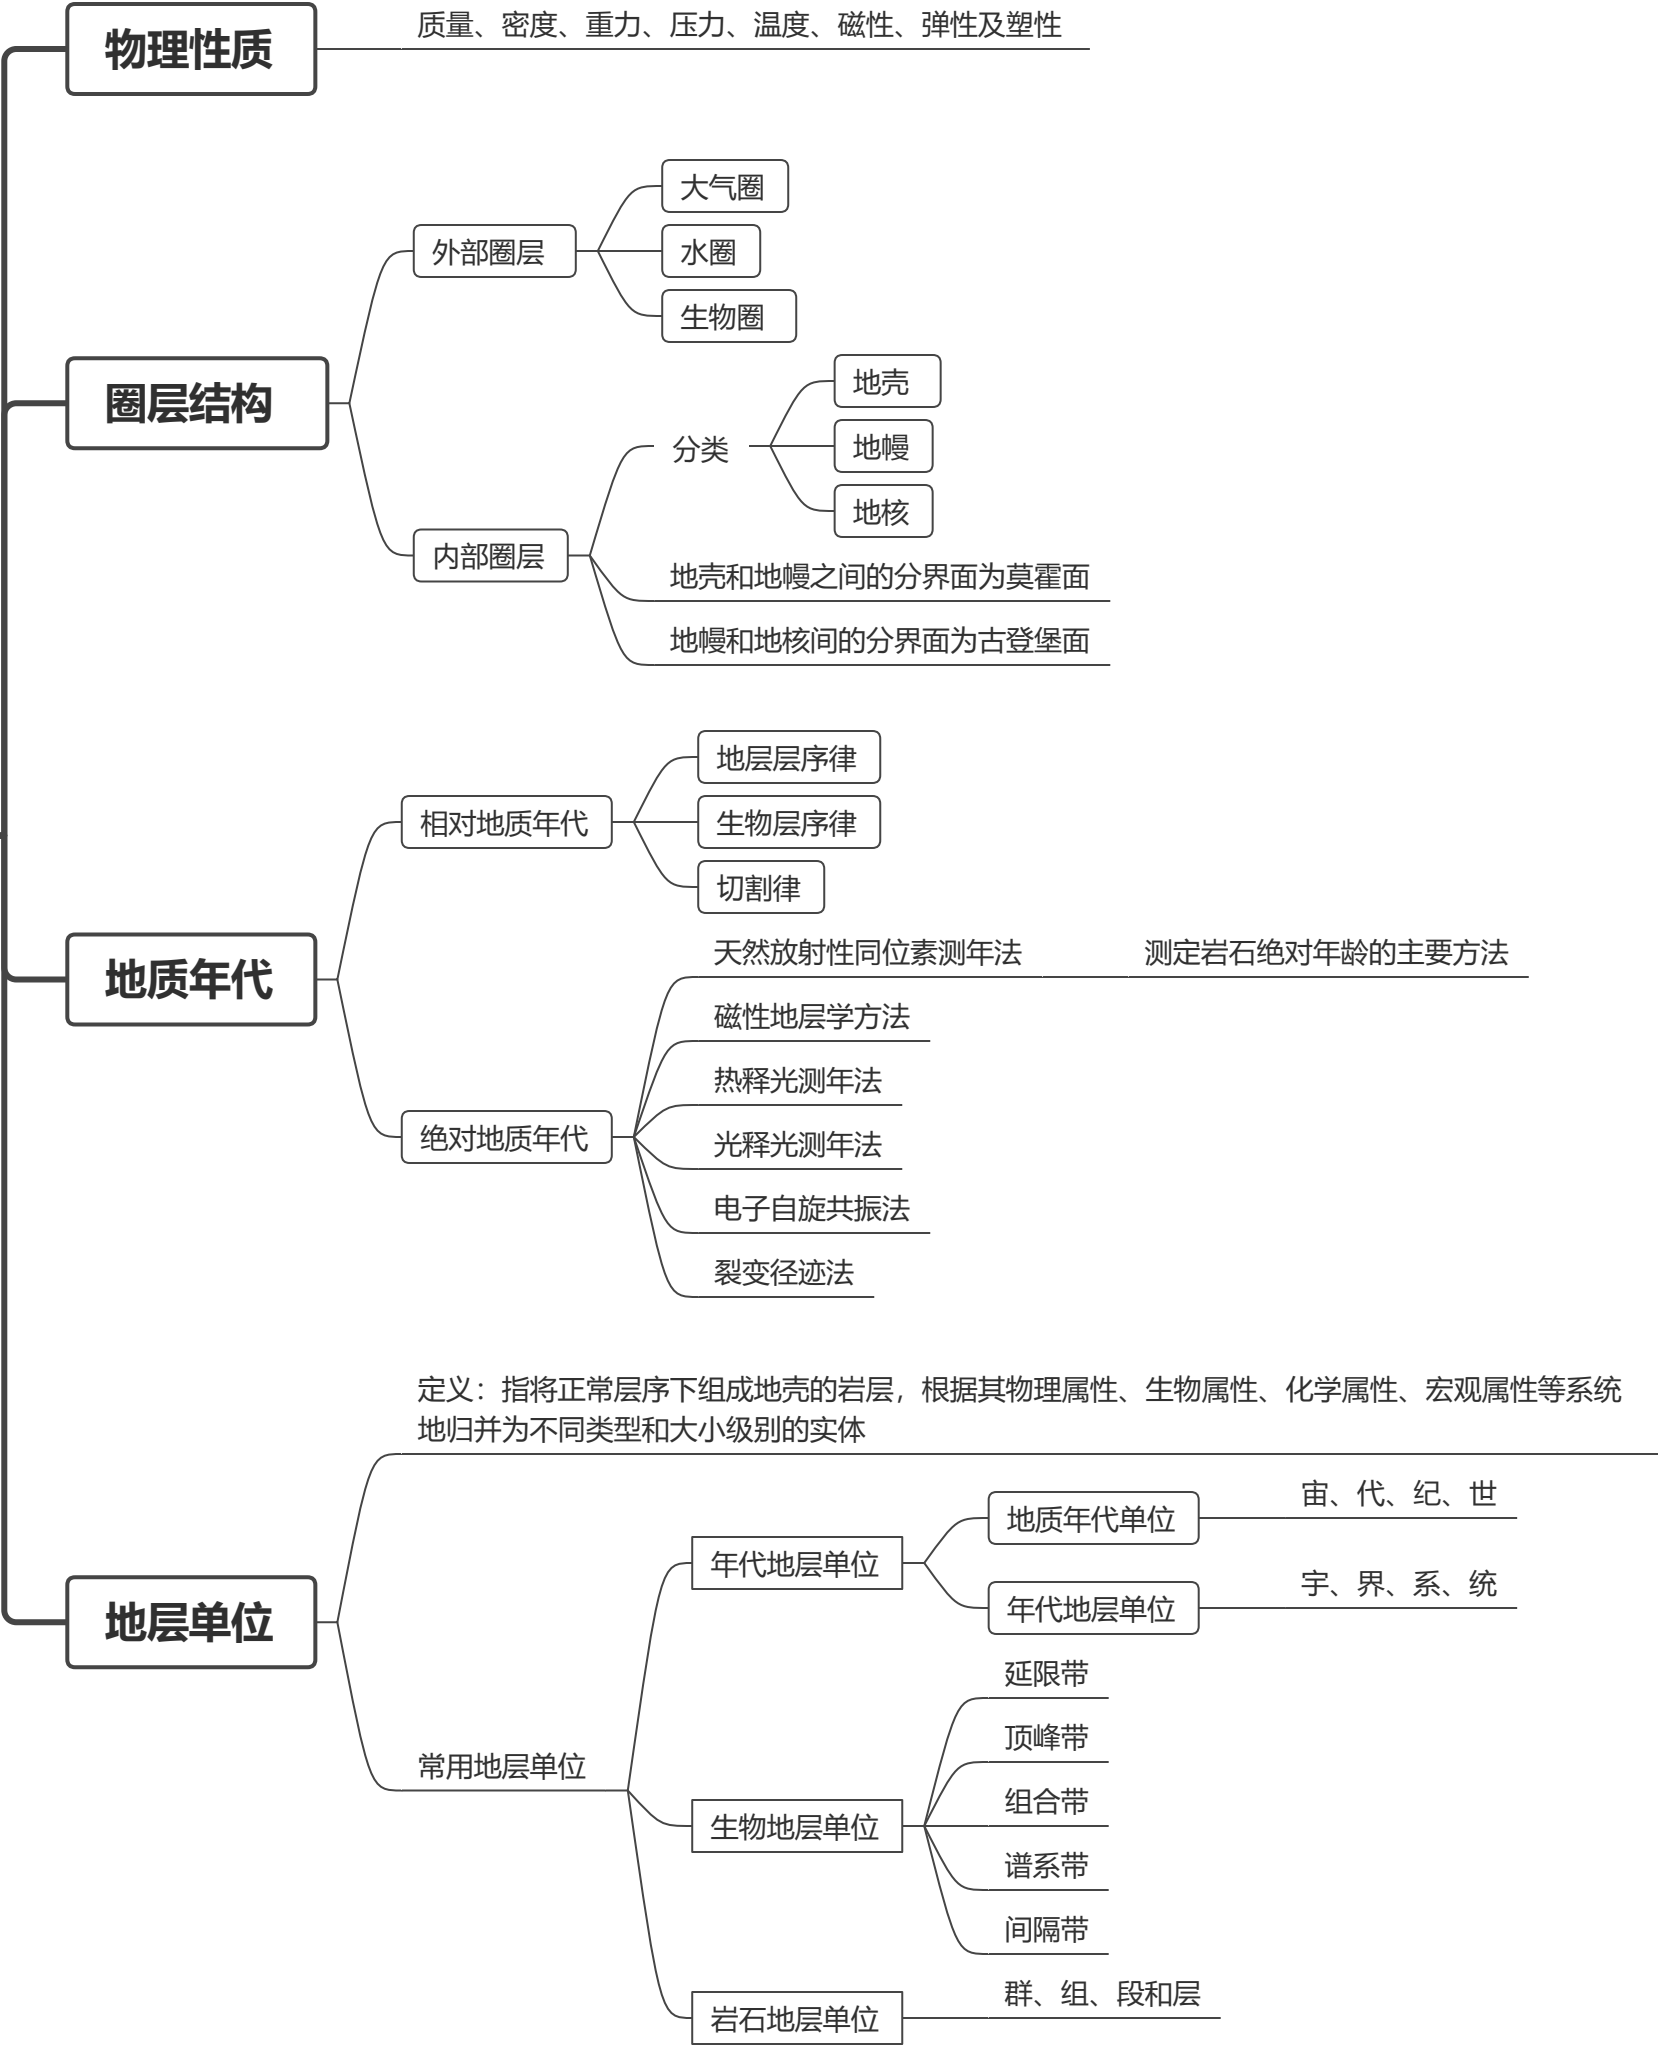 物理性质
质量、密度、重力、压力、温度、磁性、弹性及塑性
圈层结构
外部圈层
大气圈
水圈
生物圈
内部圈层
分类
地壳
地幔
地核
地壳和地幔之间的分界面为莫霍面
地幔和地核间的分界面为古登堡面
地质年代
相对地质年代
地层层序律
生物层序律
切割律
绝对地质年代
天然放射性同位素测年法
测定岩石绝对年龄的主要方法
磁性地层学方法
热释光测年法
光释光测年法
电子自旋共振法
裂变径迹法
地层单位
定义：指将正常层序下组成地壳的岩层，根据其物理属性、生物属性、化学属性、宏观属性等系统
地归并为不同类型和大小级别的实体
常用地层单位
年代地层单位
地质年代单位
宙、代、纪、世
年代地层单位
宇、界、系、统
生物地层单位
延限带
顶峰带
组合带
谱系带
间隔带
岩石地层单位
群、组、段和层